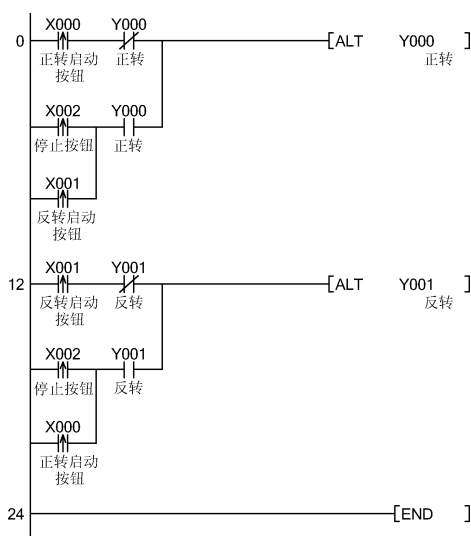 X000 Y000
0 [ALT Y000 ]
正转启动 正转 正转
按钮
X002 Y000
停止按钮 正转
X001
反转启动
按钮
X001 Y001
12 [ALT Y001 ]
反转启动 反转 反转
按钮
X002 Y001
停止按钮 反转
X000
正转启动
按钮
24 [END ]